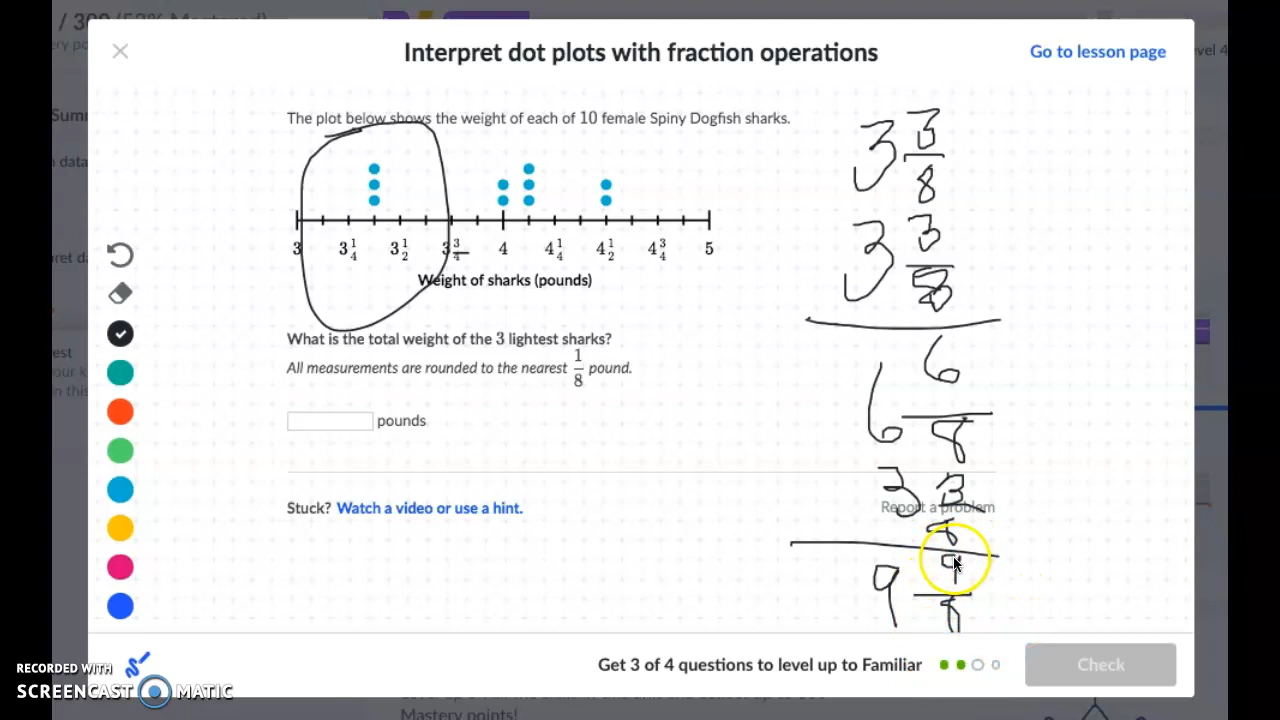 / 300 (53% Mastered)
Interpret dot plots with fraction operations
Go to lesson page
The plot below shows the weight of each of 10 female Spiny Dogfish sharks.
3 3 1/4 3 1/2 3 3/4 4 4 1/4 4 1/2 4 3/4 5
Weight of sharks (pounds)
What is the total weight of the 3 lightest sharks?
All measurements are rounded to the nearest 1/8 pound.
pounds
Stuck? Watch a video or use a hint.
Report a problem
3 3/8
3 3/8
6 6/8
3 3/8
9 9/8
Get 3 of 4 questions to level up to Familiar
Check
RECORDED WITH
SCREENCAST MATIC
Mastery points!